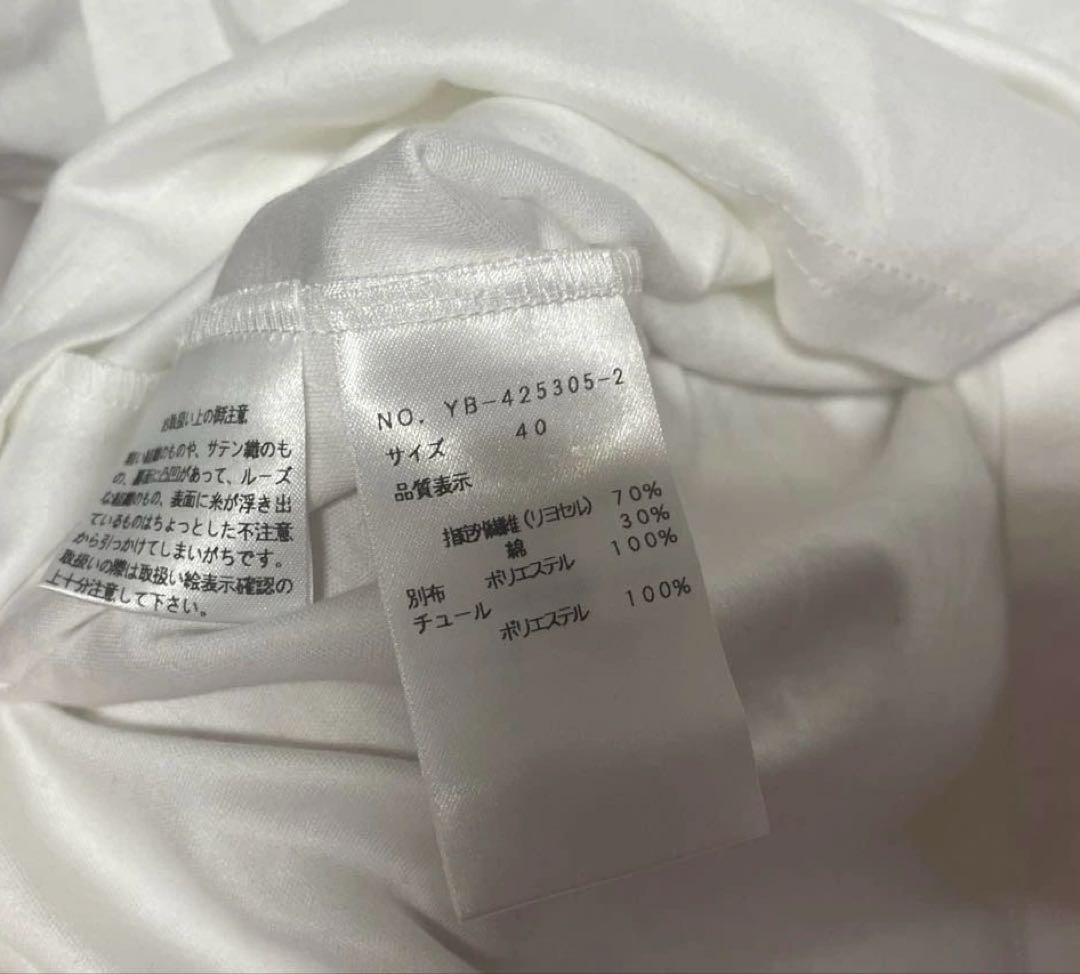 お取扱い上の御注意
粗い組織のものや、サテン織のも
の、裏面に凸凹があって、ルーズ
な組織のもの、表面に糸が浮き出
ているものはちょっとした不注意
から引っかけてしまいがちです。
取扱いの際は取扱い絵表示確認の
上十分注意して下さい。
NO. YB-425305-2
サイズ 40
品質表示
指定外繊維(リヨセル) 70%
綿 30%
別布 ポリエステル 100%
チュール
ポリエステル 100%